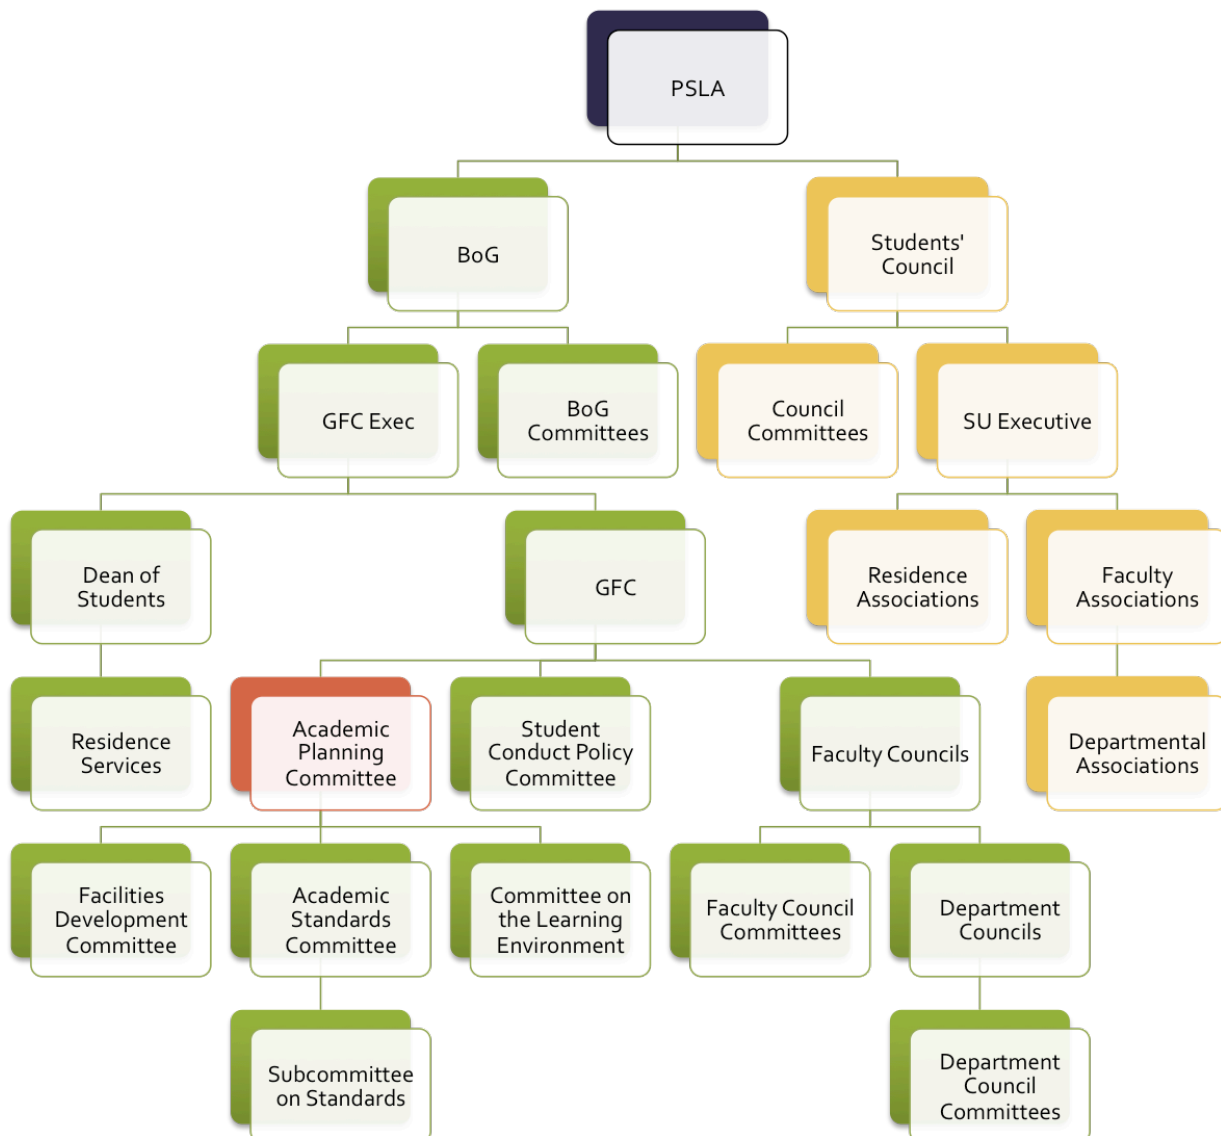 PSLA
BoG
Students'
Council
GFC Exec
BoG
Committees
Council
Committees
SU Executive
Dean of
Students
GFC
Residence
Associations
Faculty
Associations
Residence
Services
Academic
Planning
Committee
Student
Conduct Policy
Committee
Faculty Councils
Departmental
Associations
Facilities
Development
Committee
Academic
Standards
Committee
Committee on
the Learning
Environment
Faculty Council
Committees
Department
Councils
Subcommittee
on Standards
Department
Council
Committees